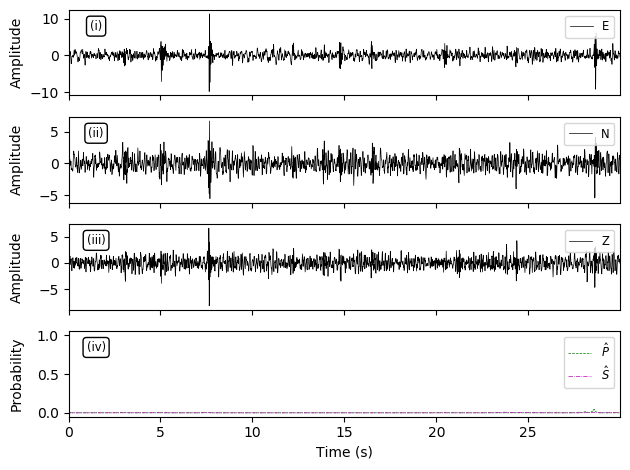 10
0
−10
Amplitude
(i)
E
5
0
−5
Amplitude
(ii)
N
5
0
−5
Amplitude
(iii)
Z
1.0
0.5
0.0
Probability
(iv)
P̂
Ŝ
0 5 10 15 20 25
Time (s)